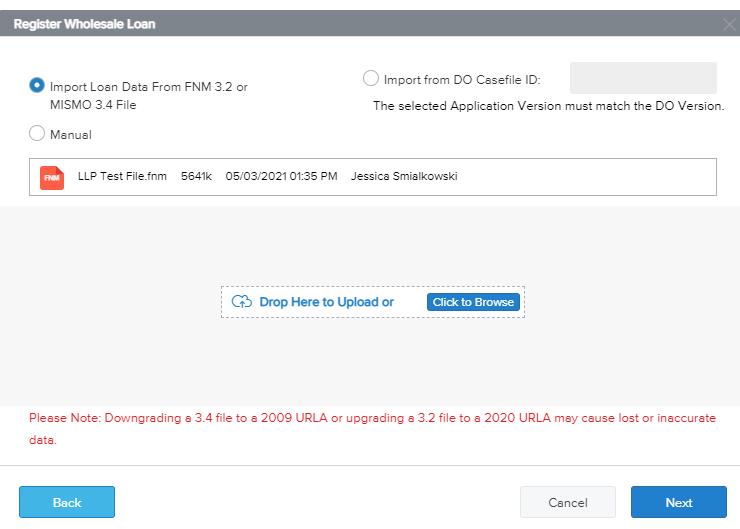 Register Wholesale Loan
Import Loan Data From FNM 3.2 or
MISMO 3.4 File
Import from DO Casefile ID:
The selected Application Version must match the DO Version.
Manual
FNM LLP Test File.fnm 5641k 05/03/2021 01:35 PM Jessica Smialkowski
Drop Here to Upload or Click to Browse
Please Note: Downgrading a 3.4 file to a 2009 URLA or upgrading a 3.2 file to a 2020 URLA may cause lost or inaccurate
data.
Back Cancel Next